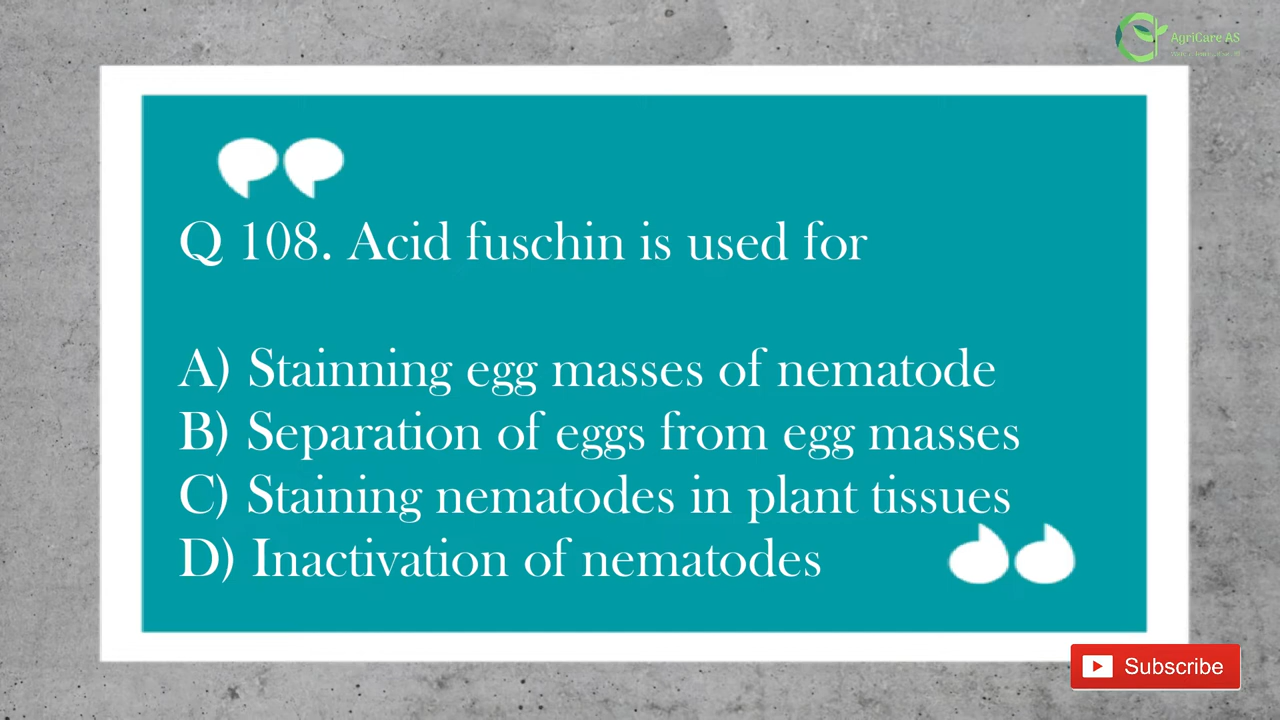 AgriCare AS
Q 108. Acid fuschin is used for
A) Stainning egg masses of nematode
B) Separation of eggs from egg masses
C) Staining nematodes in plant tissues
D) Inactivation of nematodes
Subscribe